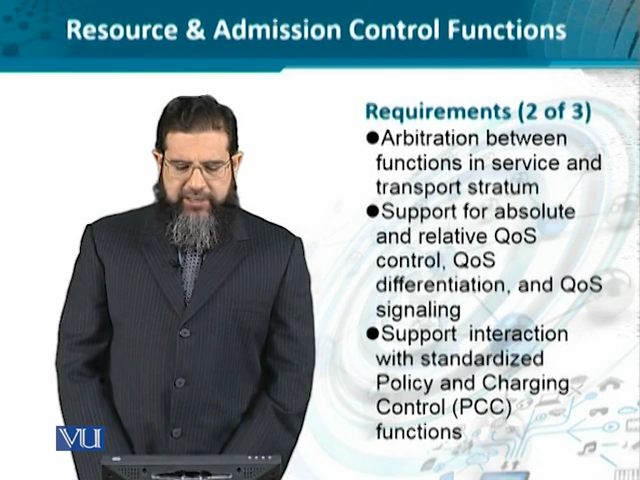 Resource & Admission Control Functions
Requirements (2 of 3)
●Arbitration between
functions in service and
transport stratum
●Support for absolute
and relative QoS
control, QoS
differentiation, and QoS
signaling
●Support interaction
with standardized
Policy and Charging
Control (PCC)
functions
VU